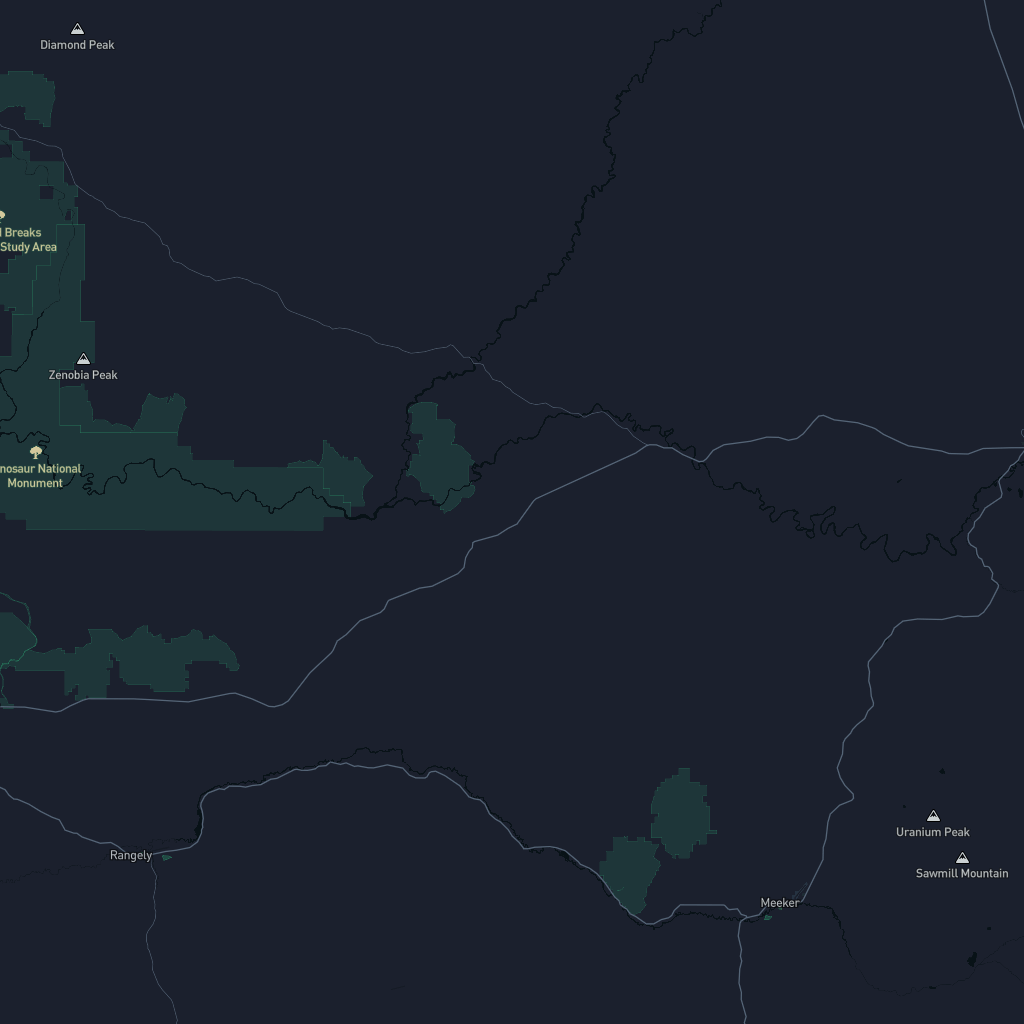 Diamond Peak
Breaks
Study Area
Zenobia Peak
nosaur National
Monument
Rangely
Uranium Peak
Sawmill Mountain
Meeker